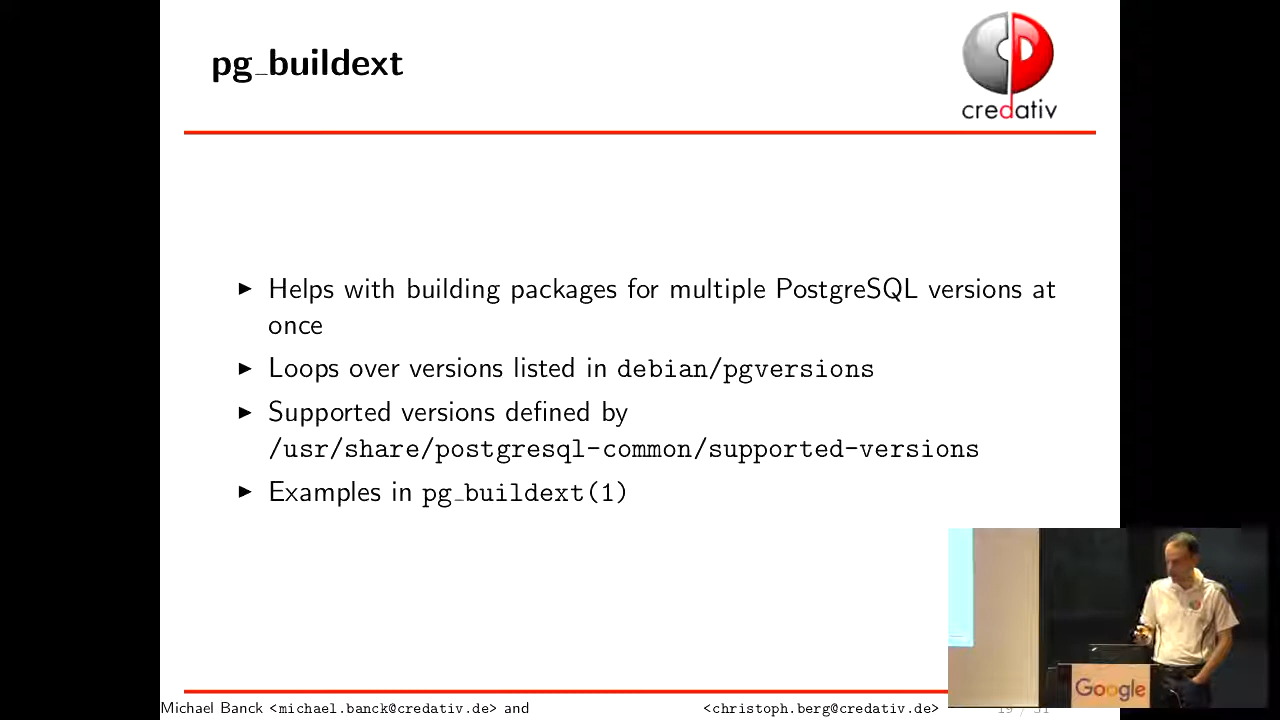 pg_buildext
credativ
▶ Helps with building packages for multiple PostgreSQL versions at
once
▶ Loops over versions listed in debian/pgversions
▶ Supported versions defined by
/usr/share/postgresql-common/supported-versions
▶ Examples in pg_buildext(1)
Google
Michael Banck <michael.banck@credativ.de> and <christoph.berg@credativ.de> 19 / 31